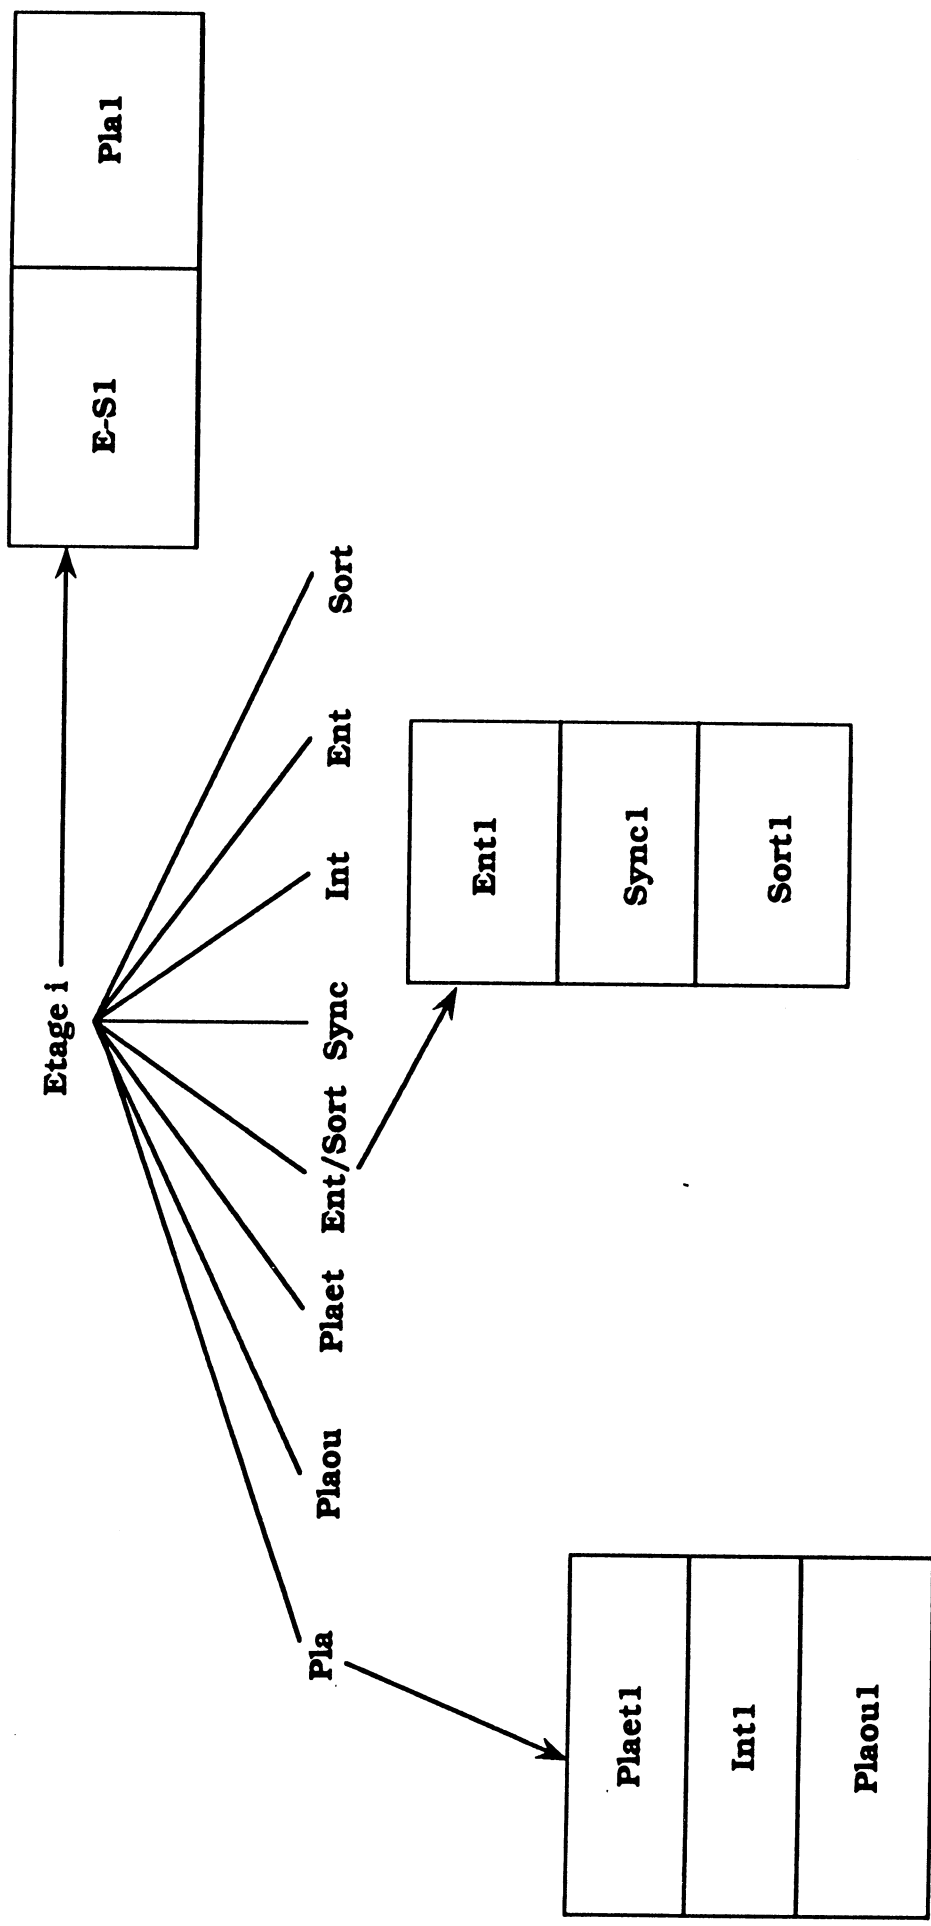 Etage i
E-S1
Pla1
Pla
Plaou
Plaet
Ent/Sort
Sync
Int
Ent
Sort
Plaet1
Int1
Plaou1
Ent1
Sync1
Sort1